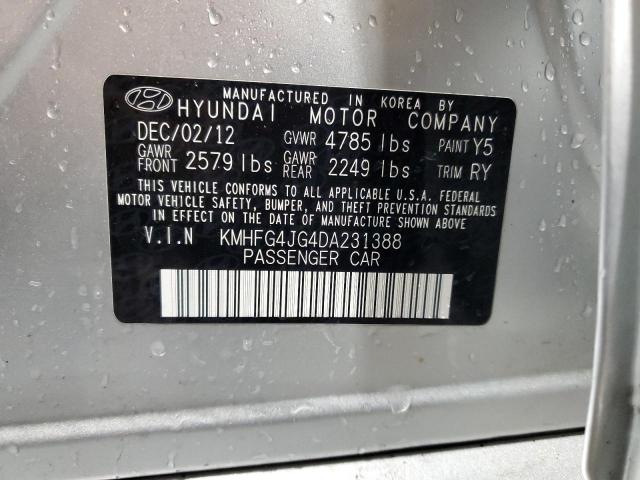 MANUFACTURED IN KOREA BY
HYUNDAI MOTOR COMPANY
DEC/02/12 GVWR 4785 lbs PAINT Y5
GAWR FRONT 2579 lbs GAWR REAR 2249 lbs TRIM RY
THIS VEHICLE CONFORMS TO ALL APPLICABLE U.S.A. FEDERAL
MOTOR VEHICLE SAFETY, BUMPER, AND THEFT PREVENTION STANDARDS
IN EFFECT ON THE DATE OF MANUFACTURE SHOWN ABOVE
V.I.N KMHFG4JG4DA231388
PASSENGER CAR